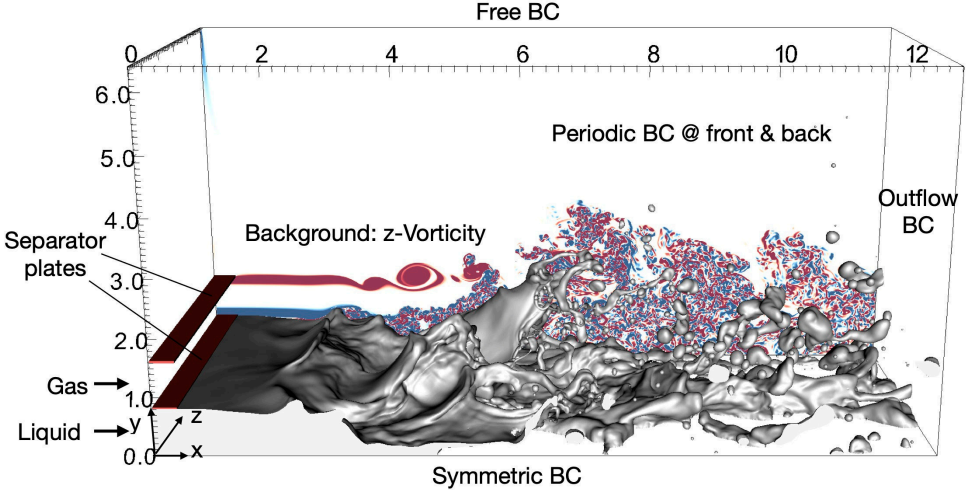 Free BC
0 2 4 6 8 10 12
6.0
Periodic BC @ front & back
5.0
Outflow
BC
4.0
Background: z-Vorticity
Separator
plates
3.0
2.0
Gas
1.0
y
z
Liquid
x
0.0
Symmetric BC